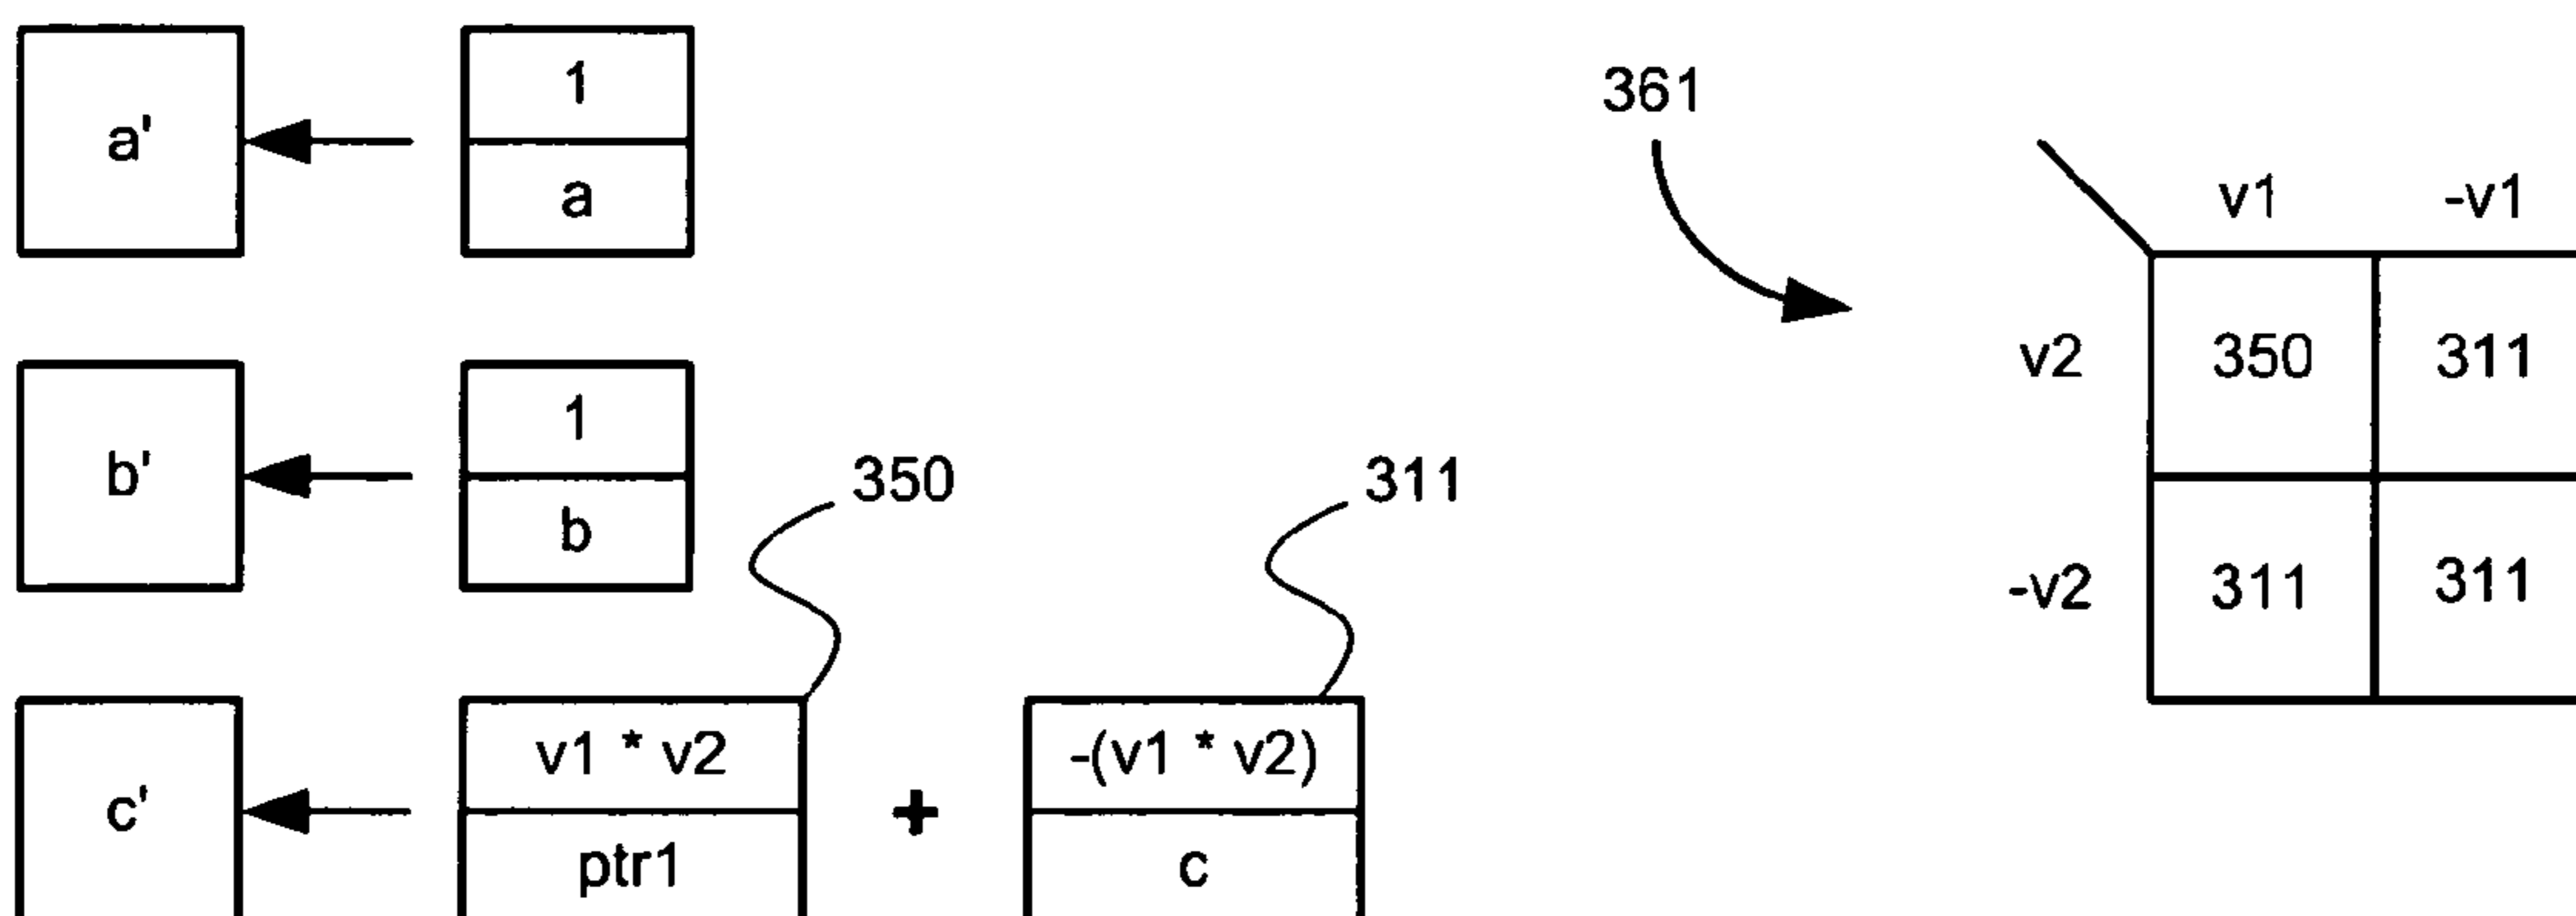 a'
1
a
b'
1
b
350
311
c'
v1 * v2
ptr1
+
-(v1 * v2)
c
361
v1 -v1
v2 350 311
-v2 311 311